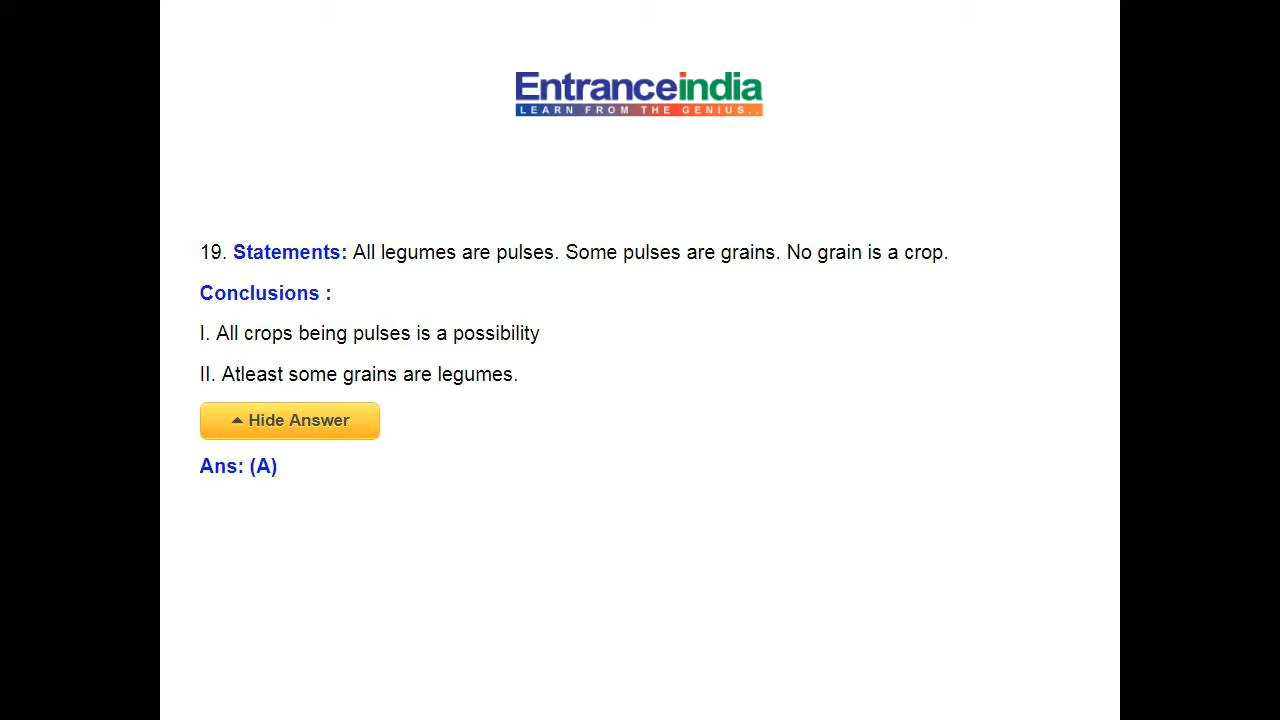 Entranceindia
LEARN FROM THE GENIUS..
19. Statements: All legumes are pulses. Some pulses are grains. No grain is a crop.
Conclusions :
I. All crops being pulses is a possibility
II. Atleast some grains are legumes.
Hide Answer
Ans: (A)